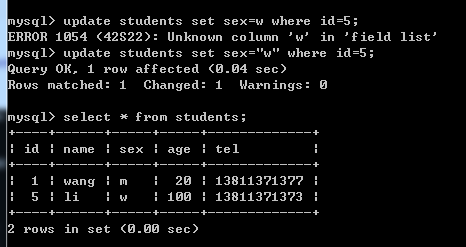 mysql> update students set sex=w where id=5;
ERROR 1054 (42S22): Unknown column 'w' in 'field list'
mysql> update students set sex="w" where id=5;
Query OK, 1 row affected (0.04 sec)
Rows matched: 1  Changed: 1  Warnings: 0
mysql> select * from students;
+----+------+-----+-----+-------------+
| id | name | sex | age | tel         |
+----+------+-----+-----+-------------+
|  1 | wang | m   |  20 | 13811371377 |
|  5 | li   | w   | 100 | 13811371373 |
+----+------+-----+-----+-------------+
2 rows in set (0.00 sec)